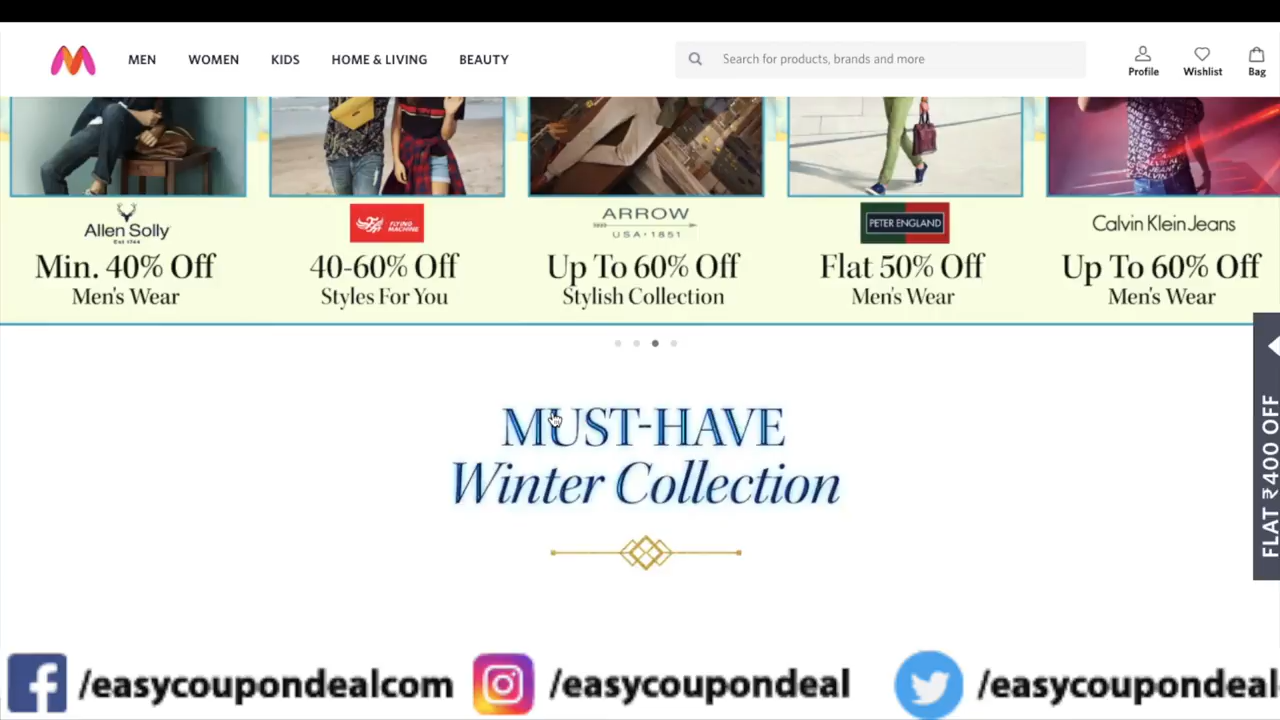 MEN WOMEN KIDS HOME & LIVING BEAUTY
Search for products, brands and more
Profile Wishlist Bag
Allen Solly
Min. 40% Off
Men's Wear
FLYING MACHINE
40-60% Off
Styles For You
ARROW
USA·1851
Up To 60% Off
Stylish Collection
PETER ENGLAND
Flat 50% Off
Men's Wear
Calvin Klein Jeans
Up To 60% Off
Men's Wear
FLAT ₹400 OFF
MUST-HAVE
Winter Collection
/easycoupondealcom /easycoupondeal /easycoupondeal